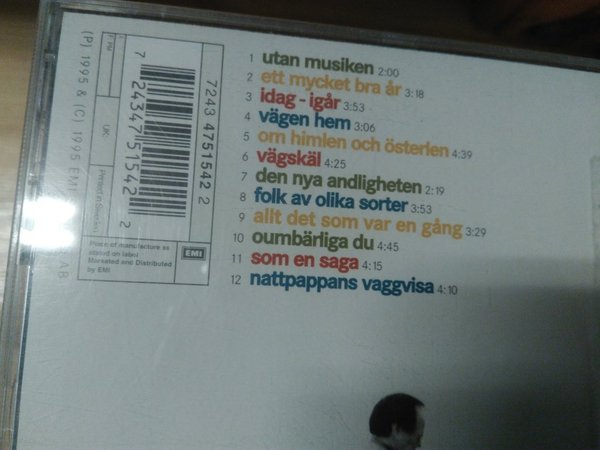 (P) 1995 & (C) 1995 EMI
AB
UK:
Printed in Sweden
7243 4751542 2
7 24347 51542 2
Place of manufacture as
stated on label
Marketed and Distributed
by EMI
EMI
1 utan musiken 2:00
2 ett mycket bra år 3:18
3 idag - igår 3:53
4 vägen hem 3:06
5 om himlen och österlen 4:39
6 vägskäl 4:25
7 den nya andligheten 2:19
8 folk av olika sorter 3:53
9 allt det som var en gång 3:29
10 oumbärliga du 4:45
11 som en saga 4:15
12 nattpappans vaggvisa 4:10